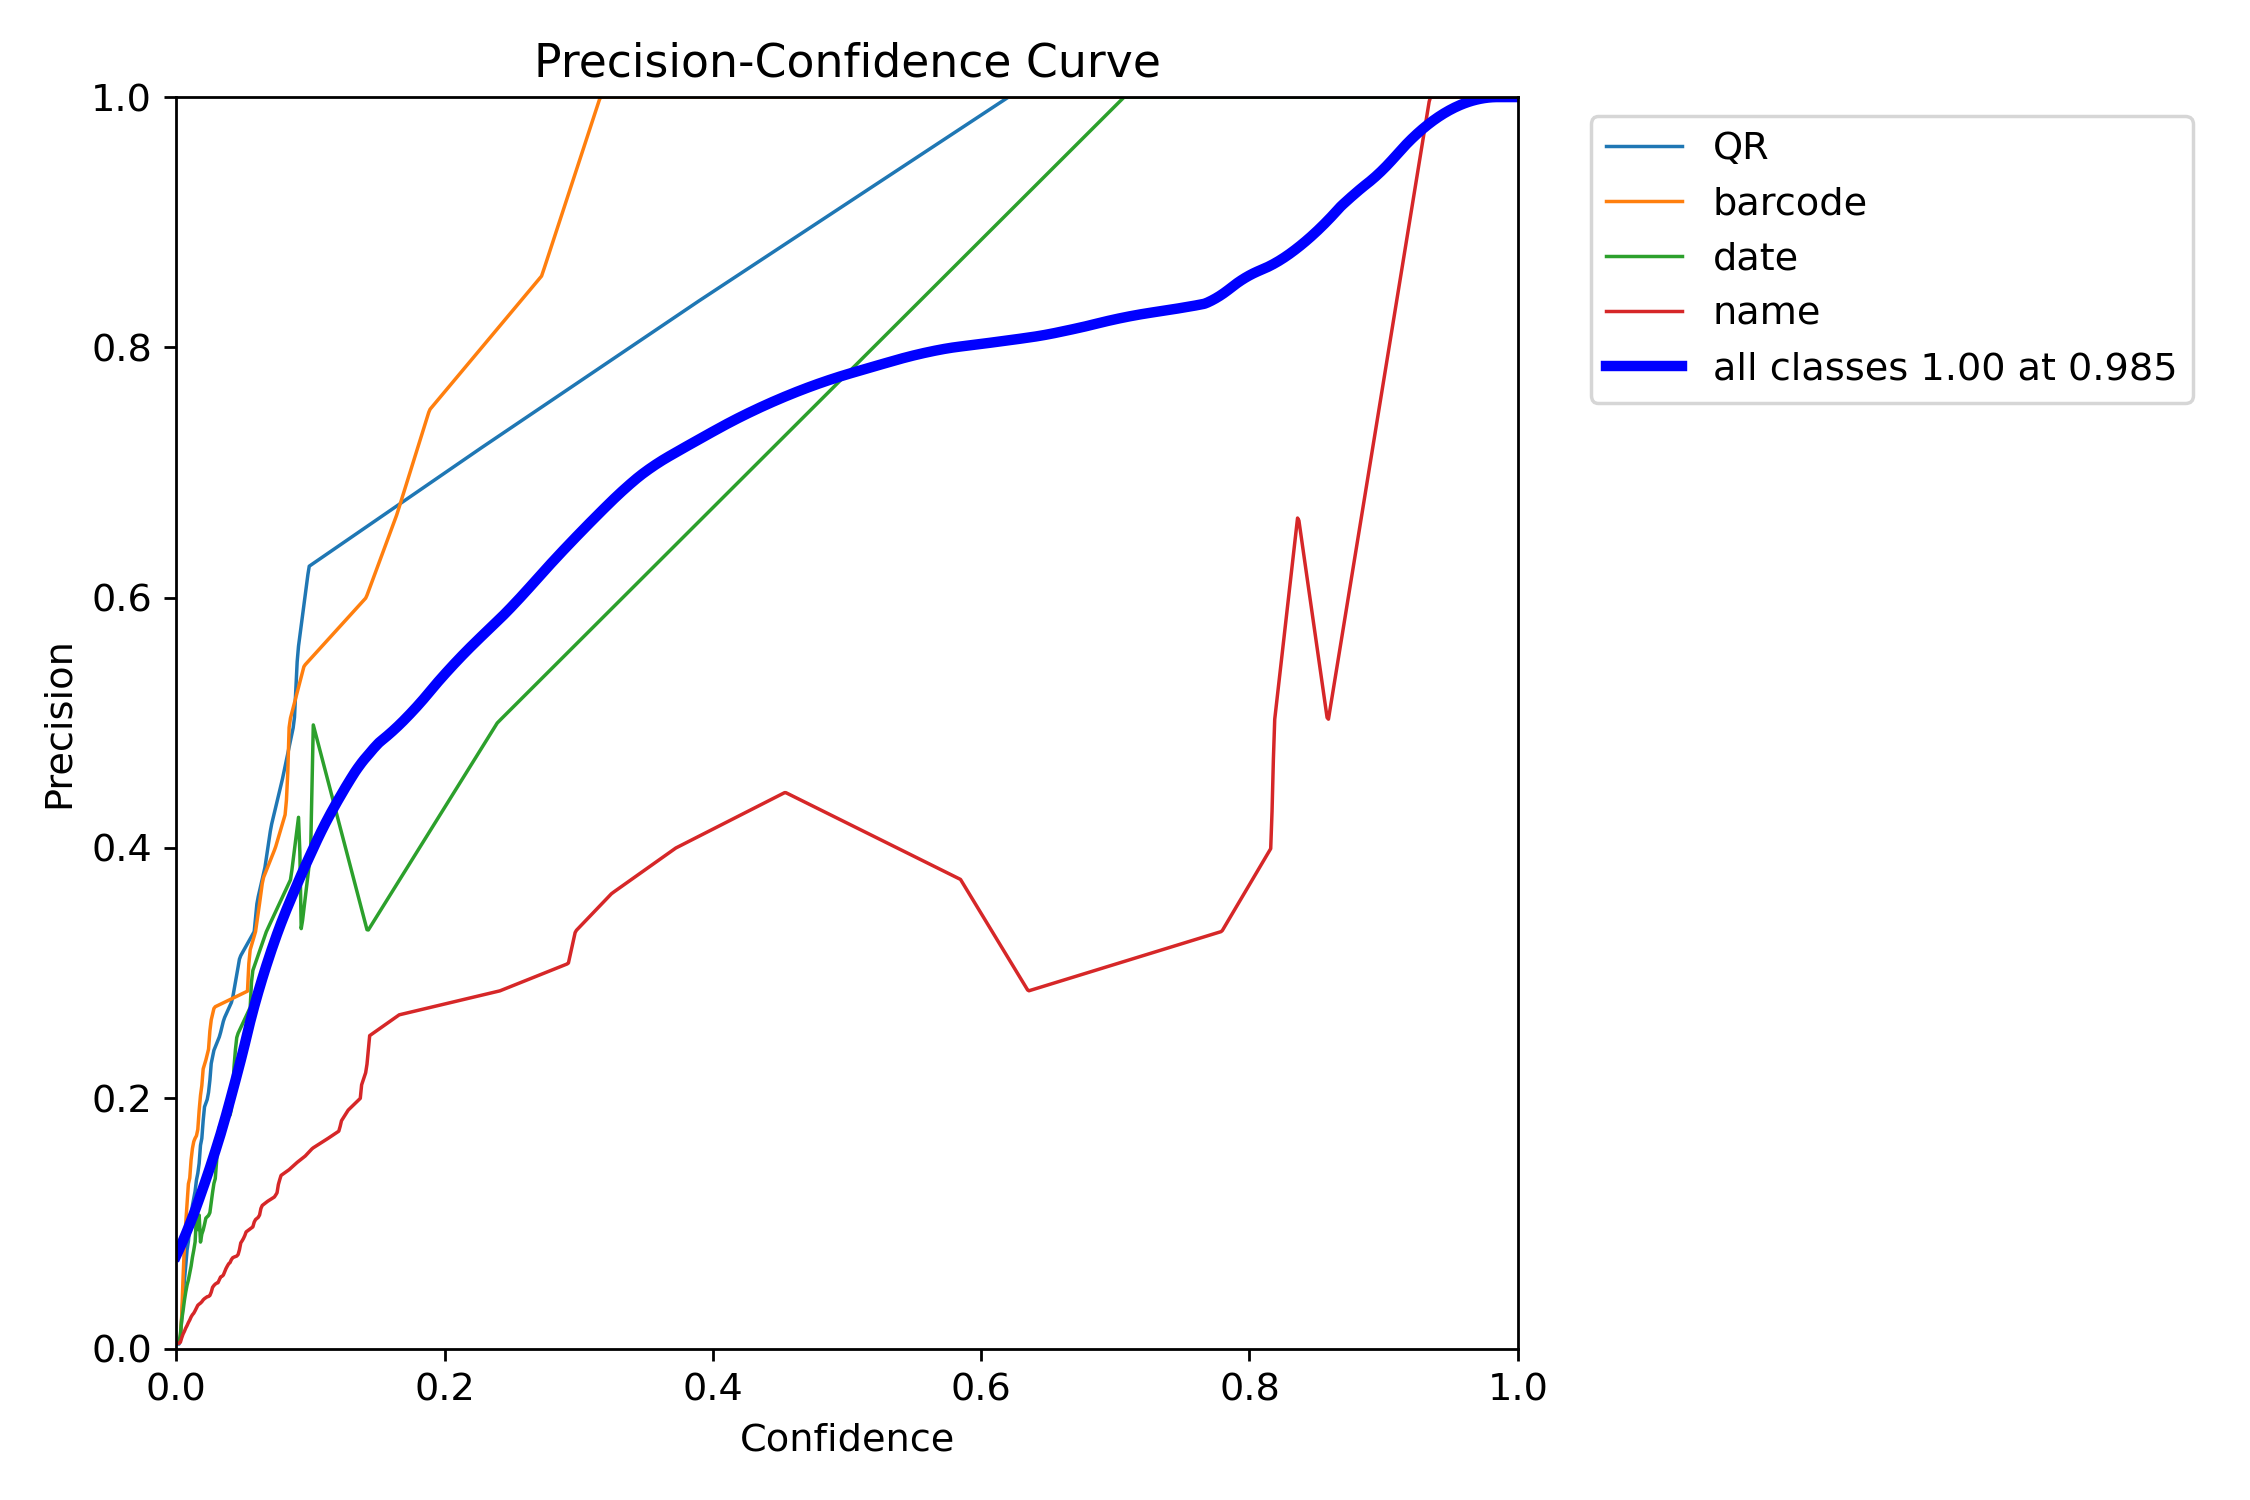 Precision-Confidence Curve
1.0
0.8
0.6
0.4
0.2
0.0
Precision
0.0 0.2 0.4 0.6 0.8 1.0
Confidence
QR
barcode
date
name
all classes 1.00 at 0.985